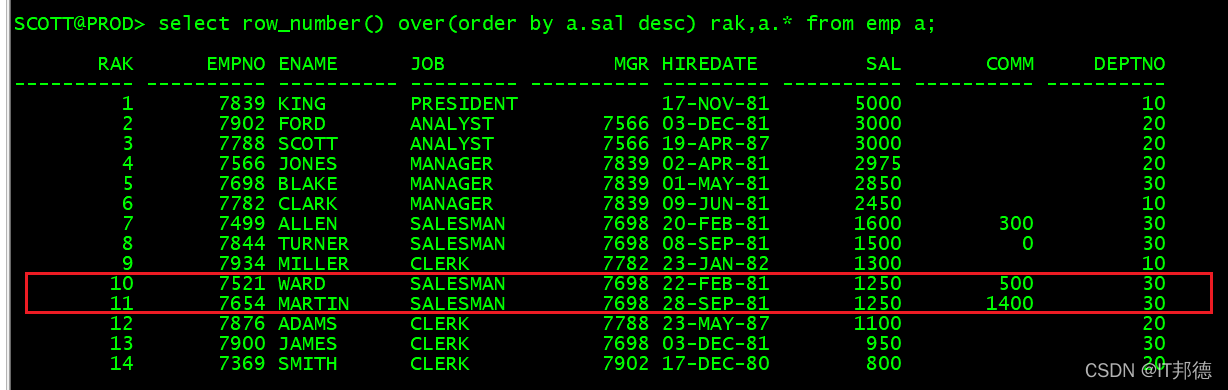 SCOTT@PROD> select row_number() over(order by a.sal desc) rak,a.* from emp a;
RAK EMPNO ENAME JOB MGR HIREDATE SAL COMM DEPTNO
---------- ---------- ---------- --------- ---------- --------- ---------- ---------- ----------
1 7839 KING PRESIDENT 17-NOV-81 5000 10
2 7902 FORD ANALYST 7566 03-DEC-81 3000 20
3 7788 SCOTT ANALYST 7566 19-APR-87 3000 20
4 7566 JONES MANAGER 7839 02-APR-81 2975 20
5 7698 BLAKE MANAGER 7839 01-MAY-81 2850 30
6 7782 CLARK MANAGER 7839 09-JUN-81 2450 10
7 7499 ALLEN SALESMAN 7698 20-FEB-81 1600 300 30
8 7844 TURNER SALESMAN 7698 08-SEP-81 1500 0 30
9 7934 MILLER CLERK 7782 23-JAN-82 1300 10
10 7521 WARD SALESMAN 7698 22-FEB-81 1250 500 30
11 7654 MARTIN SALESMAN 7698 28-SEP-81 1250 1400 30
12 7876 ADAMS CLERK 7788 23-MAY-87 1100 20
13 7900 JAMES CLERK 7698 03-DEC-81 950 30
14 7369 SMITH CLERK 7902 17-DEC-80 800 20
CSDN @IT邦德